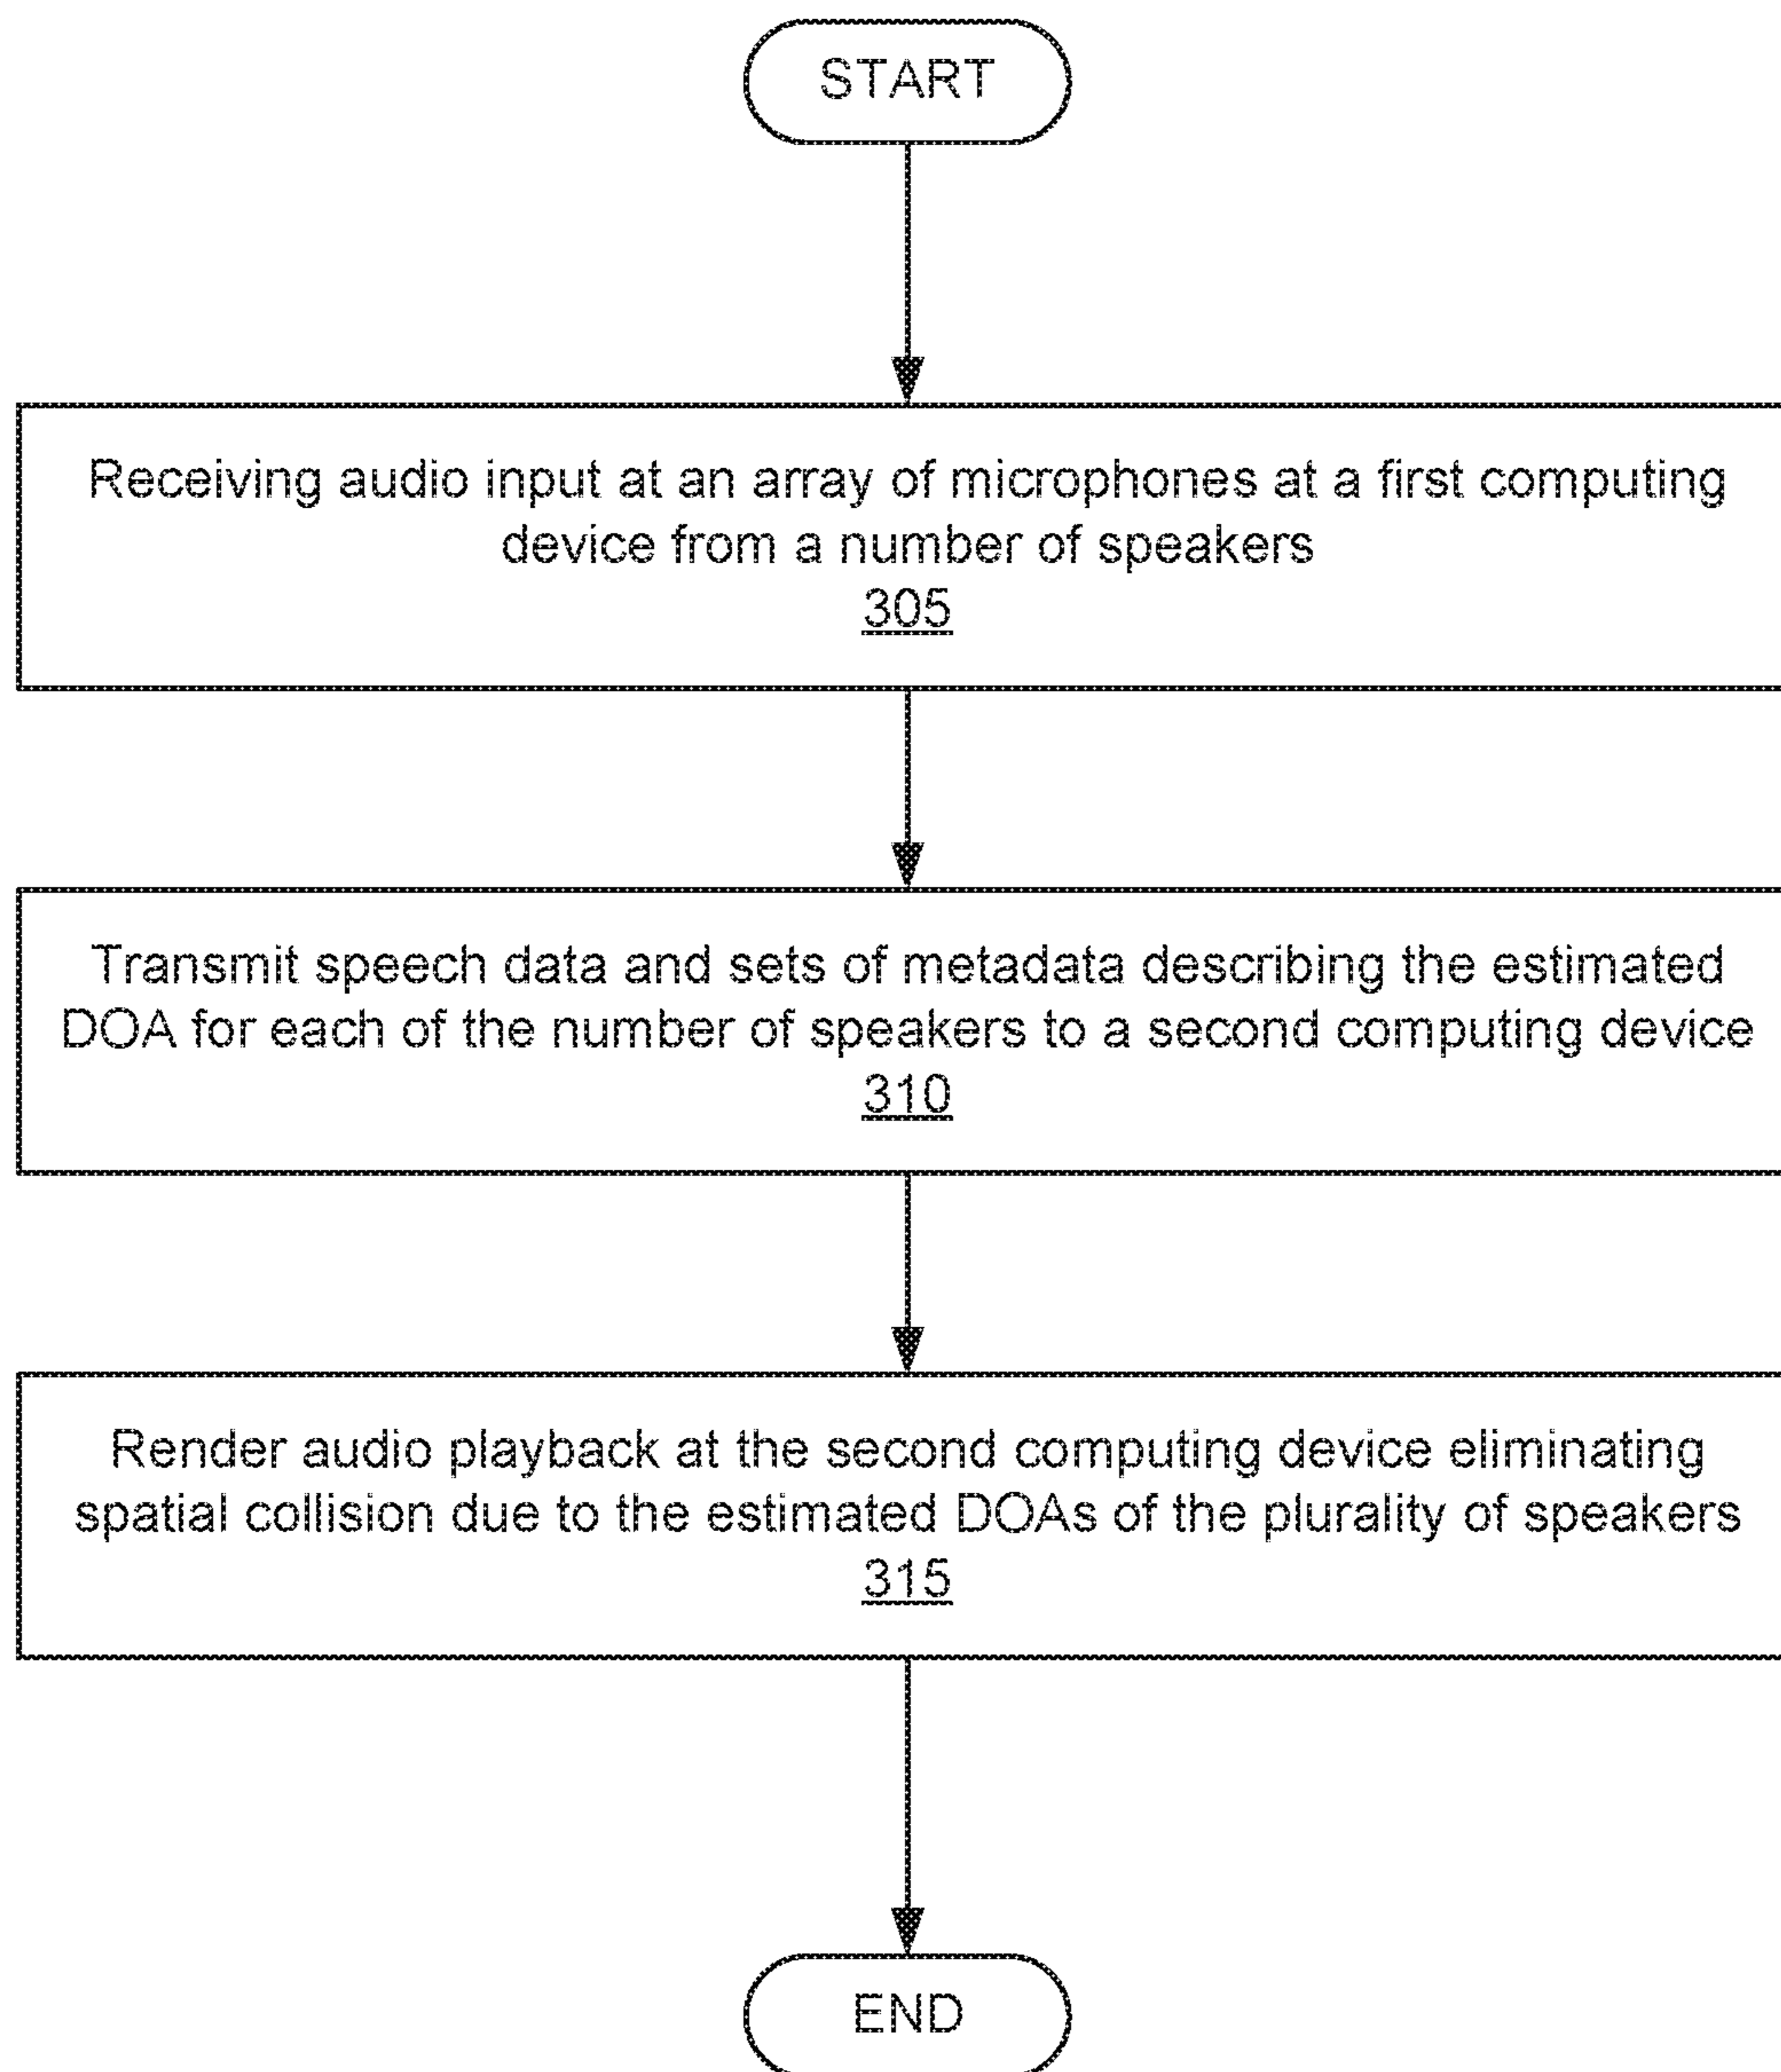 START
Receiving audio input at an array of microphones at a first computing
device from a number of speakers
305
Transmit speech data and sets of metadata describing the estimated
DOA for each of the number of speakers to a second computing device
310
Render audio playback at the second computing device eliminating
spatial collision due to the estimated DOAs of the plurality of speakers
315
END